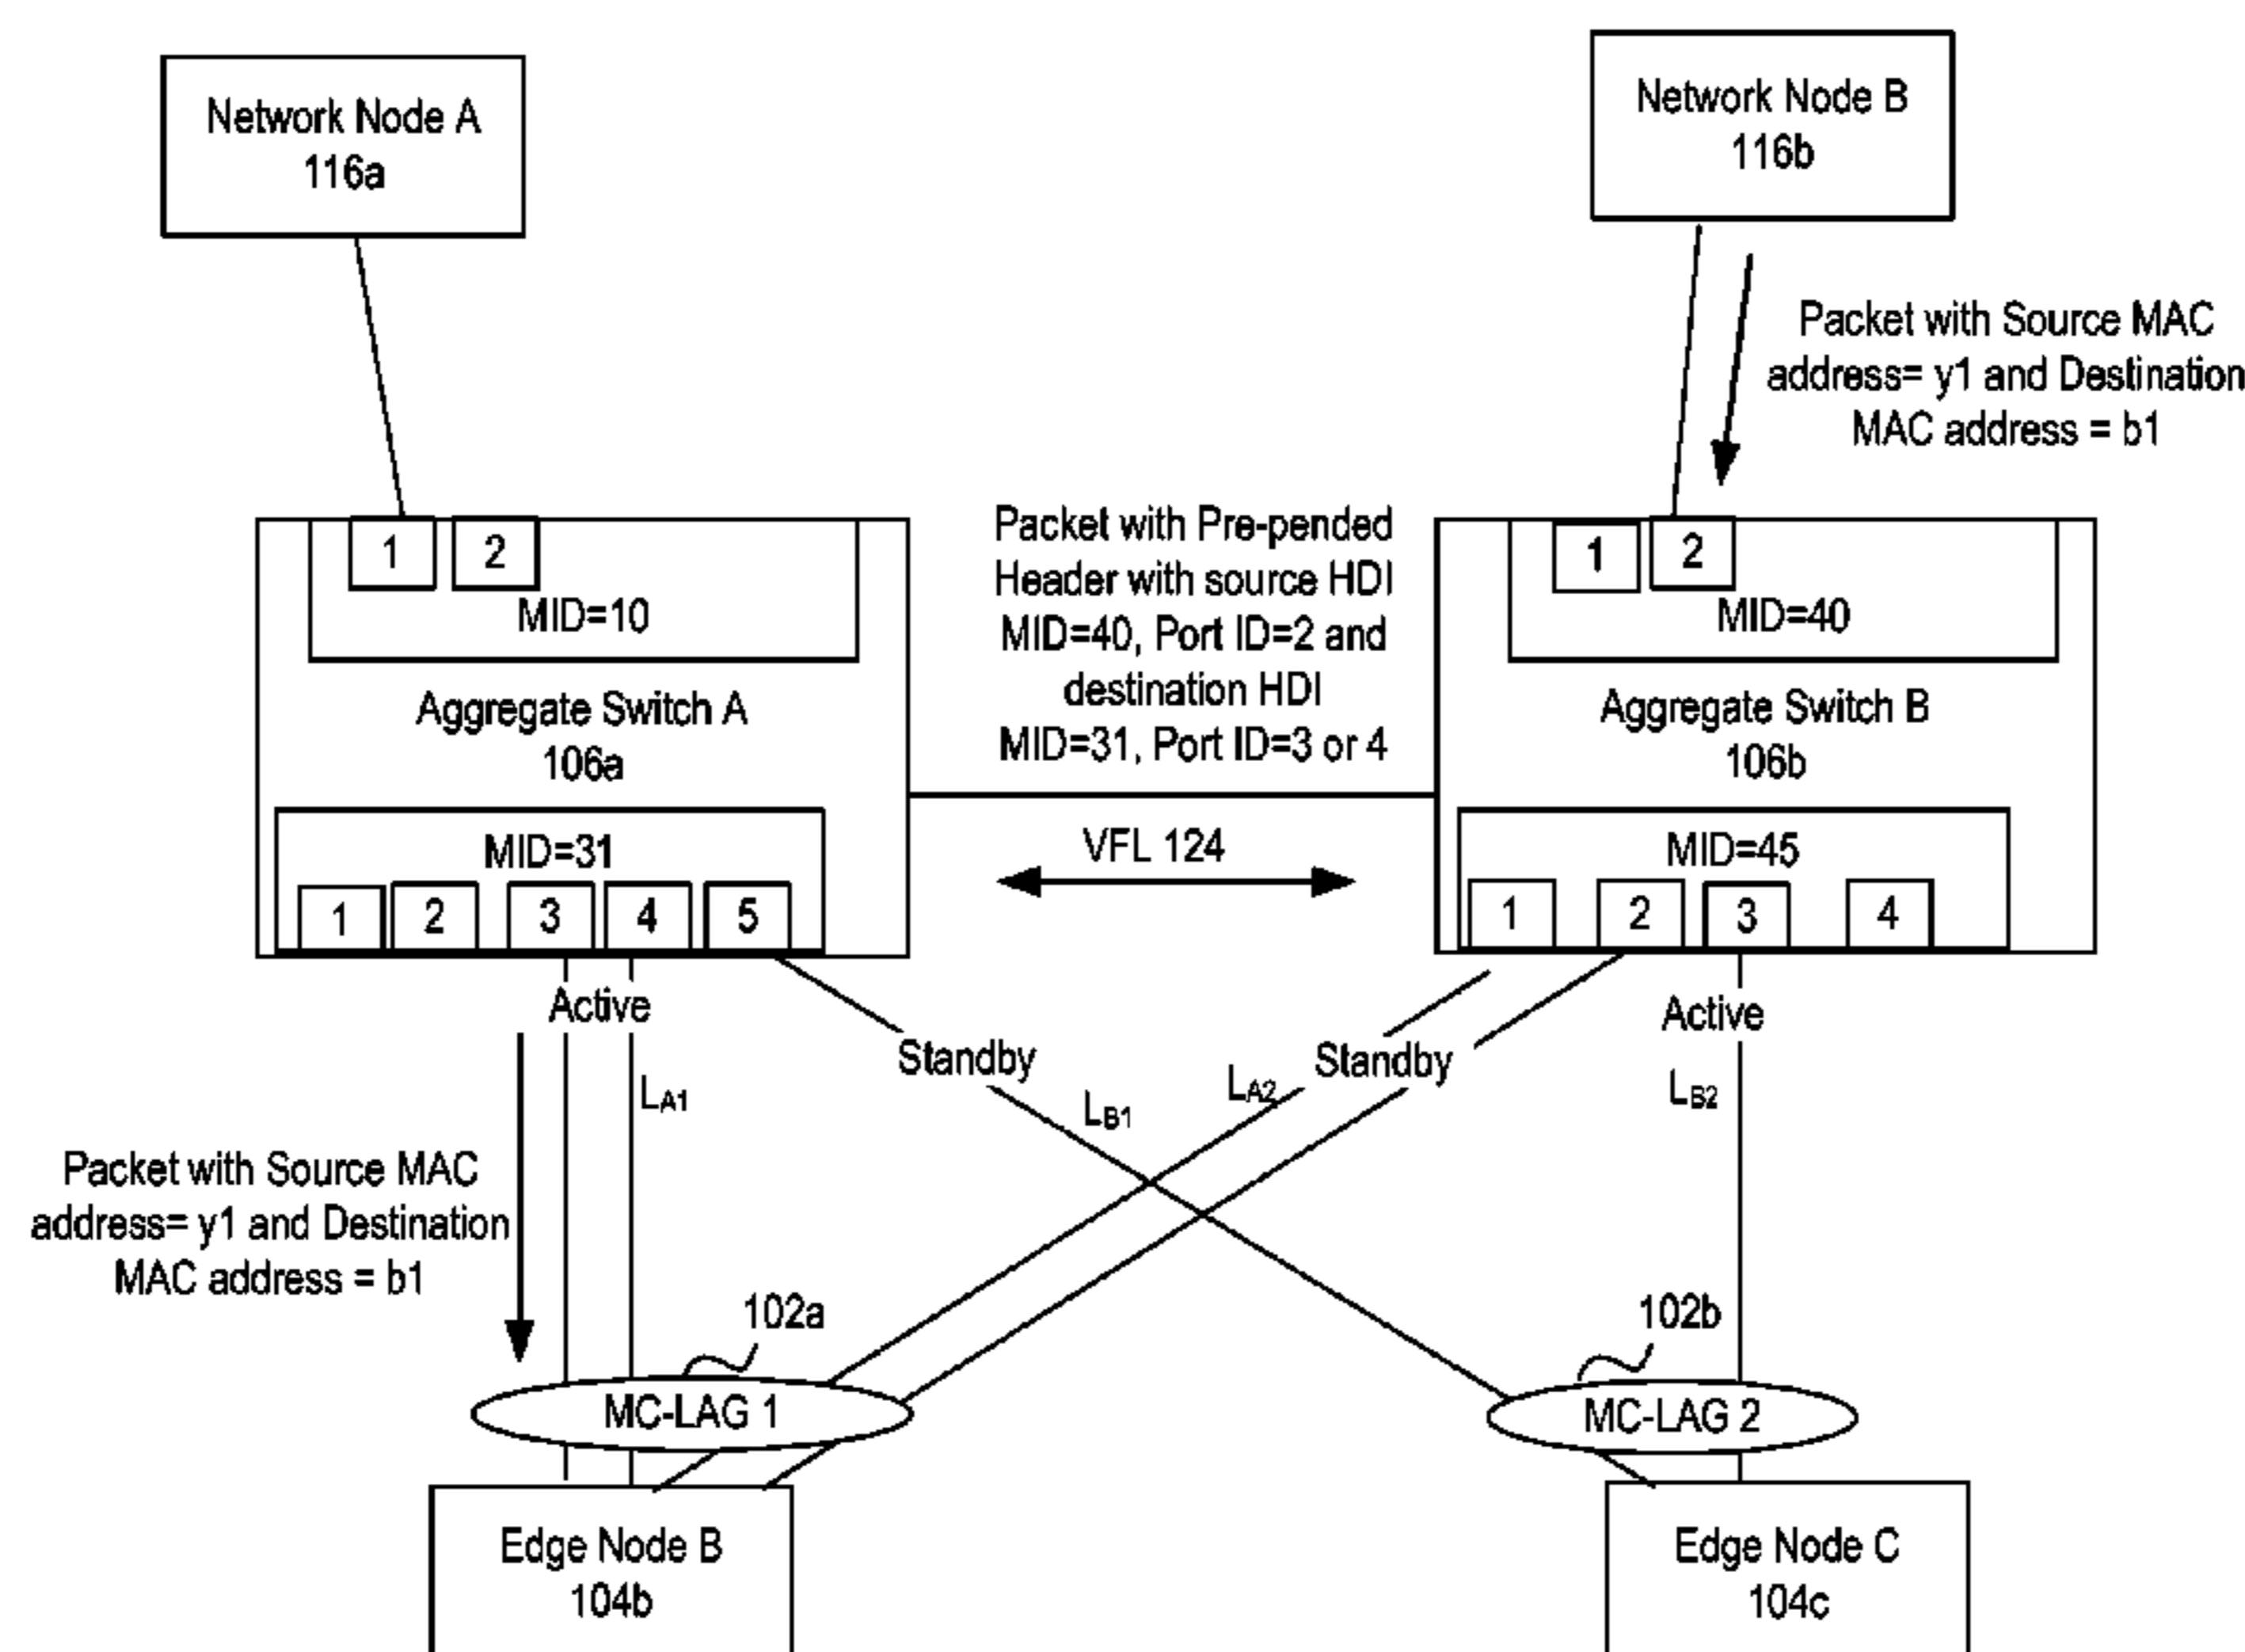 Network Node A
116a
Network Node B
116b
Packet with Source MAC
address= y1 and Destination
MAC address = b1
1
2
MID=10
Aggregate Switch A
106a
MID=31
1
2
3
4
5
Packet with Pre-pended
Header with source HDI
MID=40, Port ID=2 and
destination HDI
MID=31, Port ID=3 or 4
VFL 124
1
2
MID=40
Aggregate Switch B
106b
MID=45
1
2
3
4
Active
Standby
Standby
Active
LA1
LB1
LA2
LB2
Packet with Source MAC
address= y1 and Destination
MAC address = b1
102a
102b
MC-LAG 1
MC-LAG 2
Edge Node B
104b
Edge Node C
104c